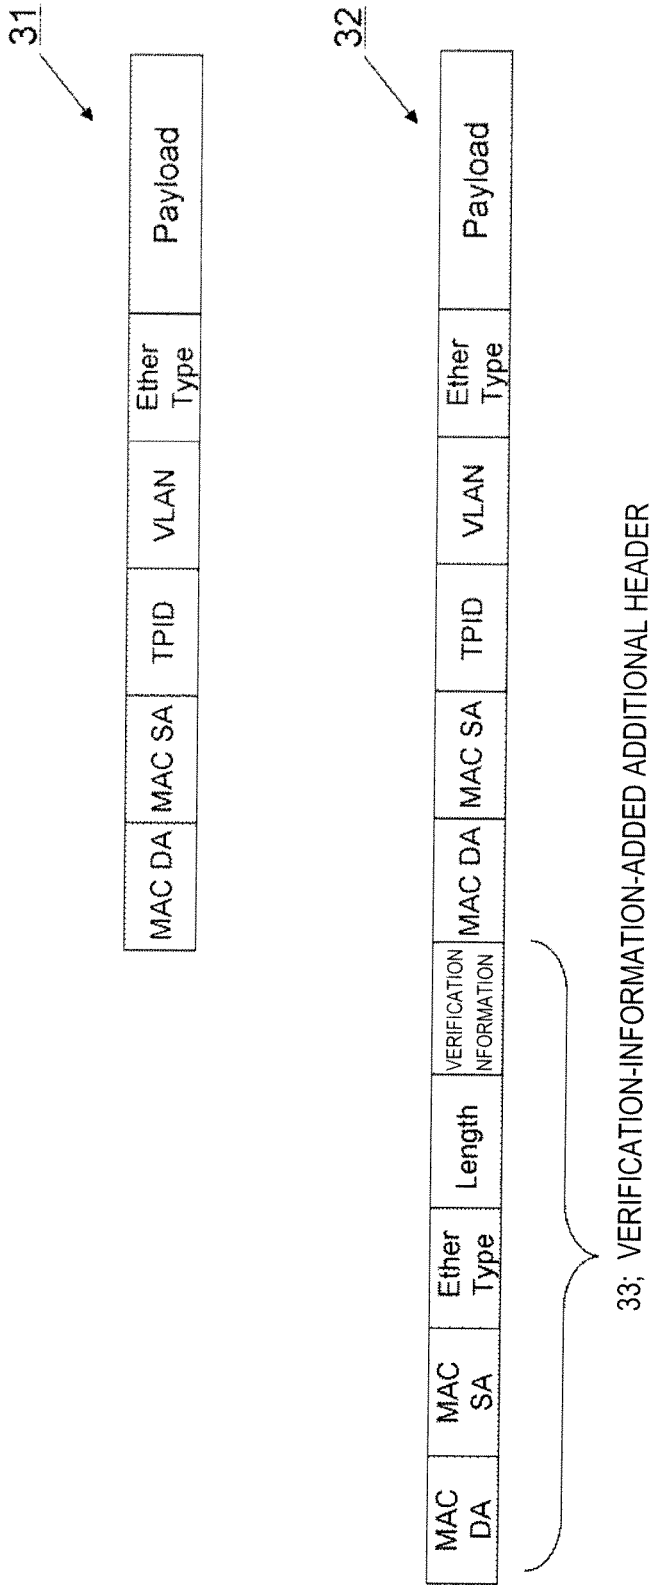 31
MAC DA
MAC SA
TPID
VLAN
Ether
Type
Payload
32
MAC
DA
MAC
SA
Ether
Type
Length
VERIFICATION
NFORMATION
MAC DA
MAC SA
TPID
VLAN
Ether
Type
Payload
33; VERIFICATION-INFORMATION-ADDED ADDITIONAL HEADER